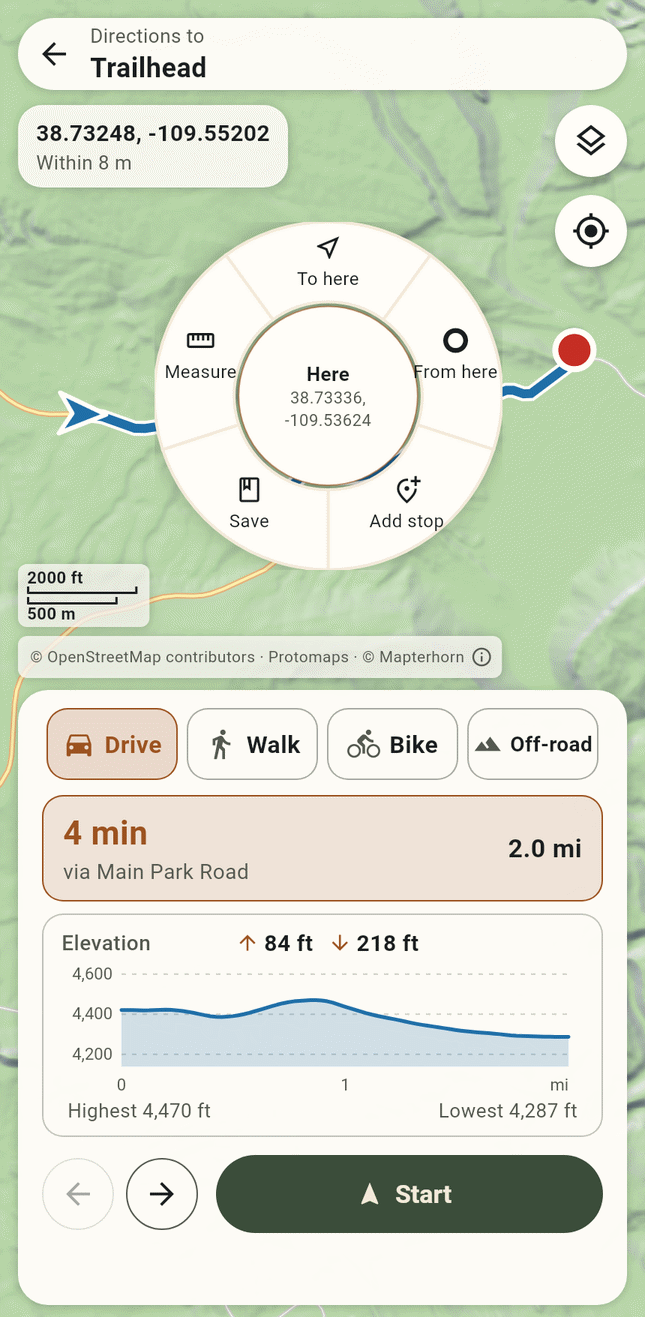 Directions to
Trailhead
38.73248, -109.55202
Within 8 m
To here
Measure
Here
38.73336,
-109.53624
From here
Save
Add stop
2000 ft
500 m
© OpenStreetMap contributors · Protomaps · © Mapterhorn
Drive
Walk
Bike
Off-road
4 min
via Main Park Road
2.0 mi
Elevation
84 ft
218 ft
4,600
4,400
4,200
0
1
mi
Highest 4,470 ft
Lowest 4,287 ft
Start